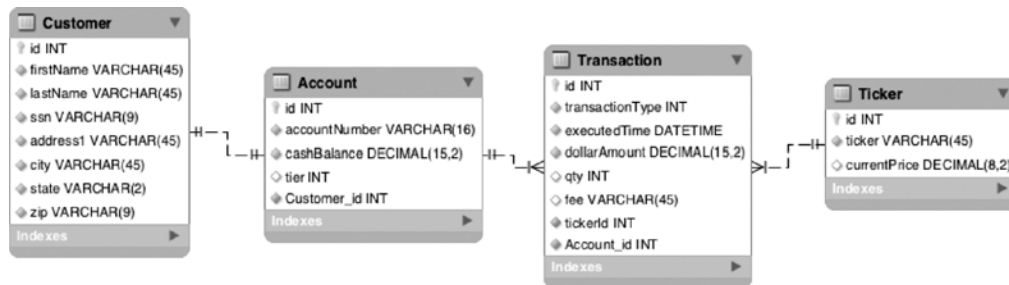 Customer
id INT
firstName VARCHAR(45)
lastName VARCHAR(45)
ssn VARCHAR(9)
address1 VARCHAR(45)
city VARCHAR(45)
state VARCHAR(2)
zip VARCHAR(9)
Indexes
Account
id INT
accountNumber VARCHAR(16)
cashBalance DECIMAL(15,2)
tier INT
Customer_id INT
Indexes
Transaction
id INT
transactionType INT
executedTime DATETIME
dollarAmount DECIMAL(15,2)
qty INT
fee VARCHAR(45)
tickerId INT
Account_id INT
Indexes
Ticker
id INT
ticker VARCHAR(45)
currentPrice DECIMAL(8,2)
Indexes